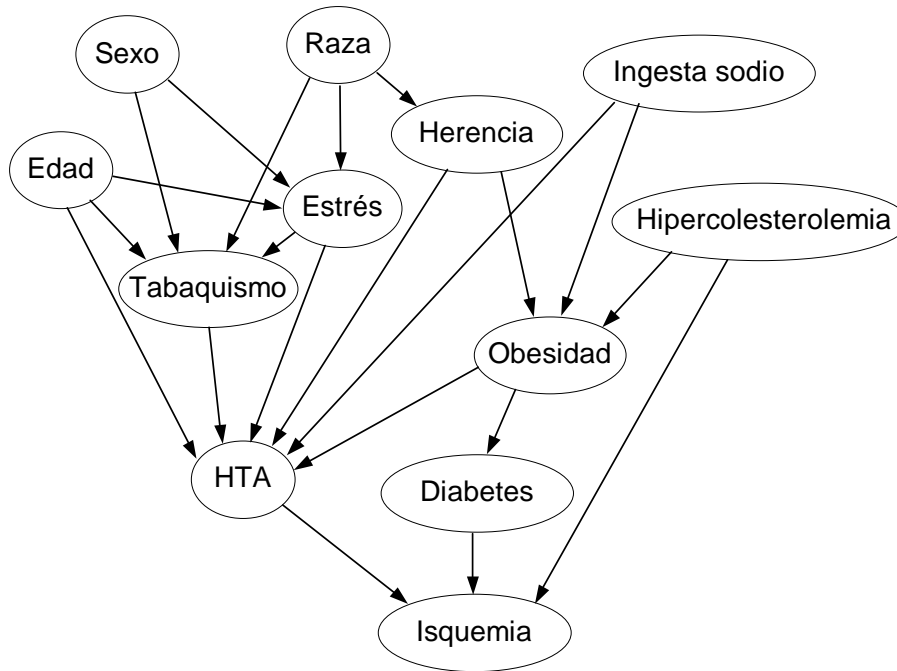 Sexo
Raza
Ingesta sodio
Herencia
Edad
Estrés
Hipercolesterolemia
Tabaquismo
Obesidad
HTA
Diabetes
Isquemia